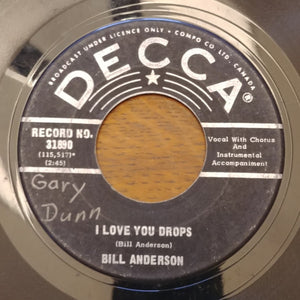 BROADCAST UNDER LICENCE ONLY • COMPO CO. LTD., CANADA
DECCA®
RECORD NO.
31890
(115,517)*
(2:45)
Vocal With Chorus
And
Instrumental
Accompaniment
Gary
Dunn
I LOVE YOU DROPS
(Bill Anderson)
BILL ANDERSON